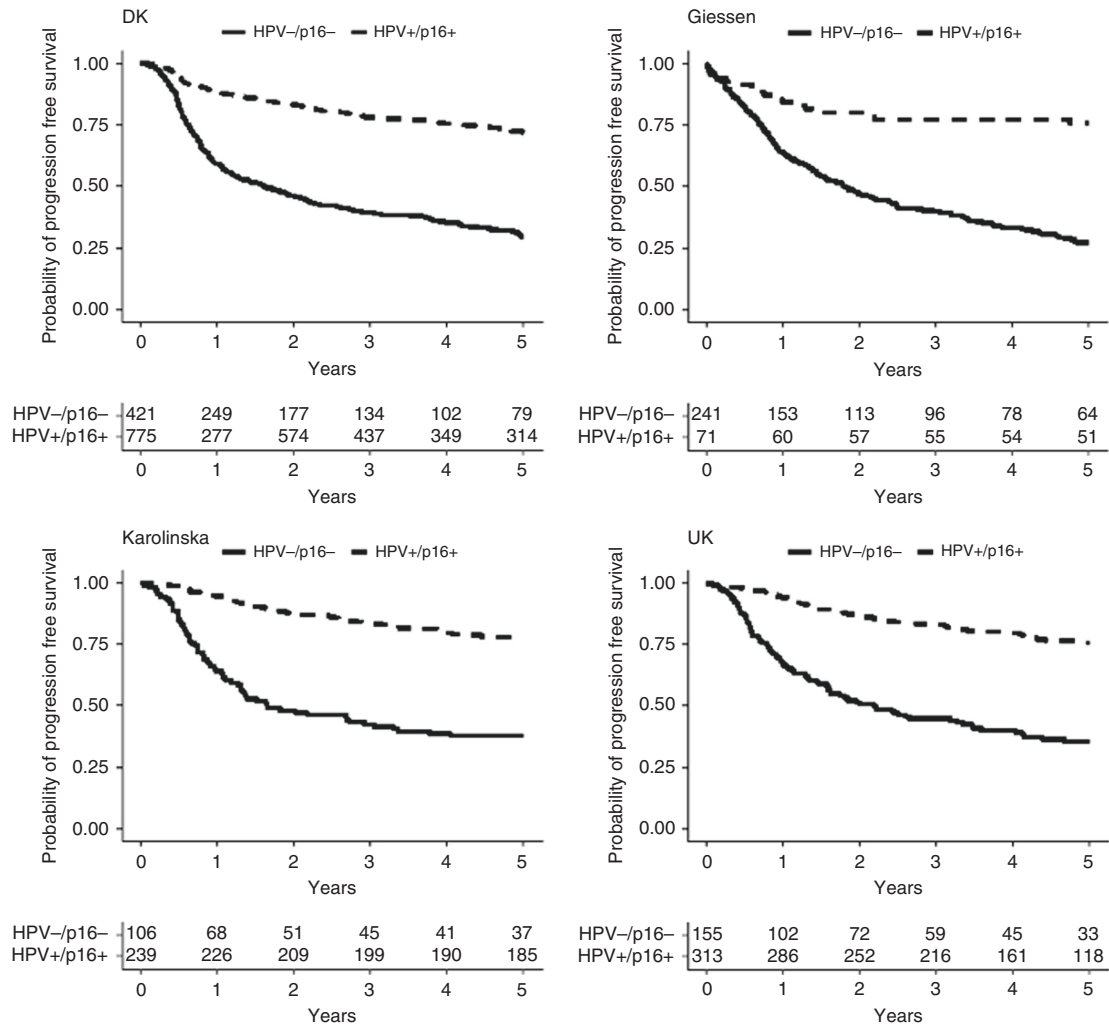 DK
HPV–/p16– HPV+/p16+
Probability of progression free survival
1.00
0.75
0.50
0.25
0.00
0 1 2 3 4 5
Years
HPV–/p16– 421 249 177 134 102 79
HPV+/p16+ 775 277 574 437 349 314
0 1 2 3 4 5
Years
Giessen
HPV–/p16– HPV+/p16+
Probability of progression free survival
1.00
0.75
0.50
0.25
0.00
0 1 2 3 4 5
Years
HPV–/p16– 241 153 113 96 78 64
HPV+/p16+ 71 60 57 55 54 51
0 1 2 3 4 5
Years
Karolinska
HPV–/p16– HPV+/p16+
Probability of progression free survival
1.00
0.75
0.50
0.25
0.00
0 1 2 3 4 5
Years
HPV–/p16– 106 68 51 45 41 37
HPV+/p16+ 239 226 209 199 190 185
0 1 2 3 4 5
Years
UK
HPV–/p16– HPV+/p16+
Probability of progression free survival
1.00
0.75
0.50
0.25
0.00
0 1 2 3 4 5
Years
HPV–/p16– 155 102 72 59 45 33
HPV+/p16+ 313 286 252 216 161 118
0 1 2 3 4 5
Years